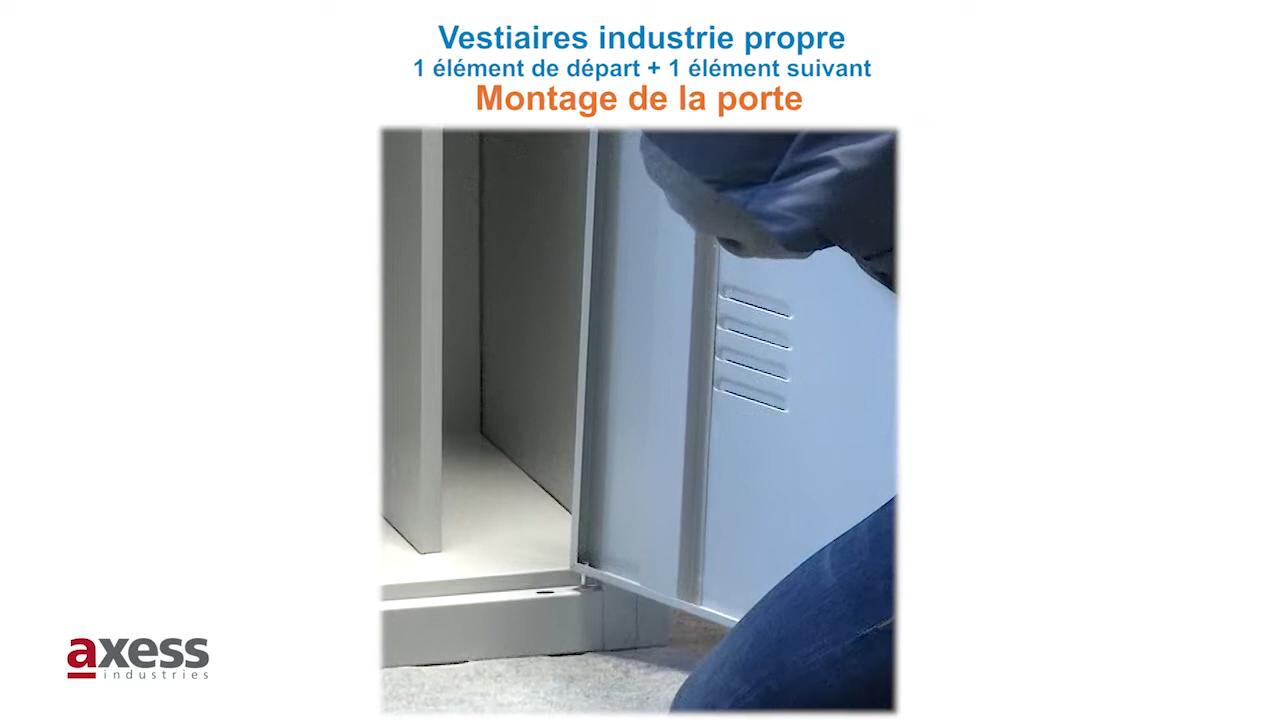 Vestiaires industrie propre
1 élément de départ + 1 élément suivant
Montage de la porte
axess
industries